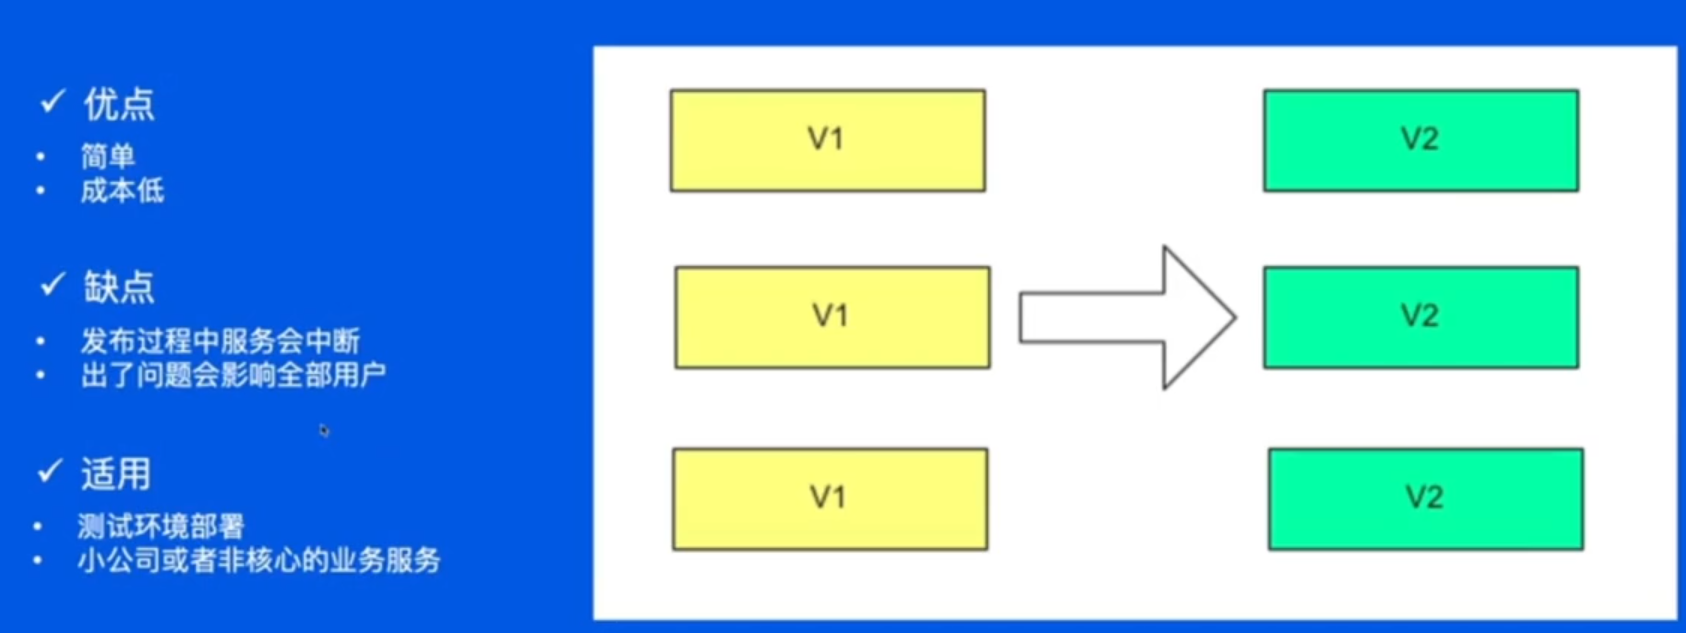 ✓ 优点
• 简单
• 成本低
✓ 缺点
• 发布过程中服务会中断
• 出了问题会影响全部用户
✓ 适用
• 测试环境部署
• 小公司或者非核心的业务服务
V1
V2
V1
V2
V1
V2